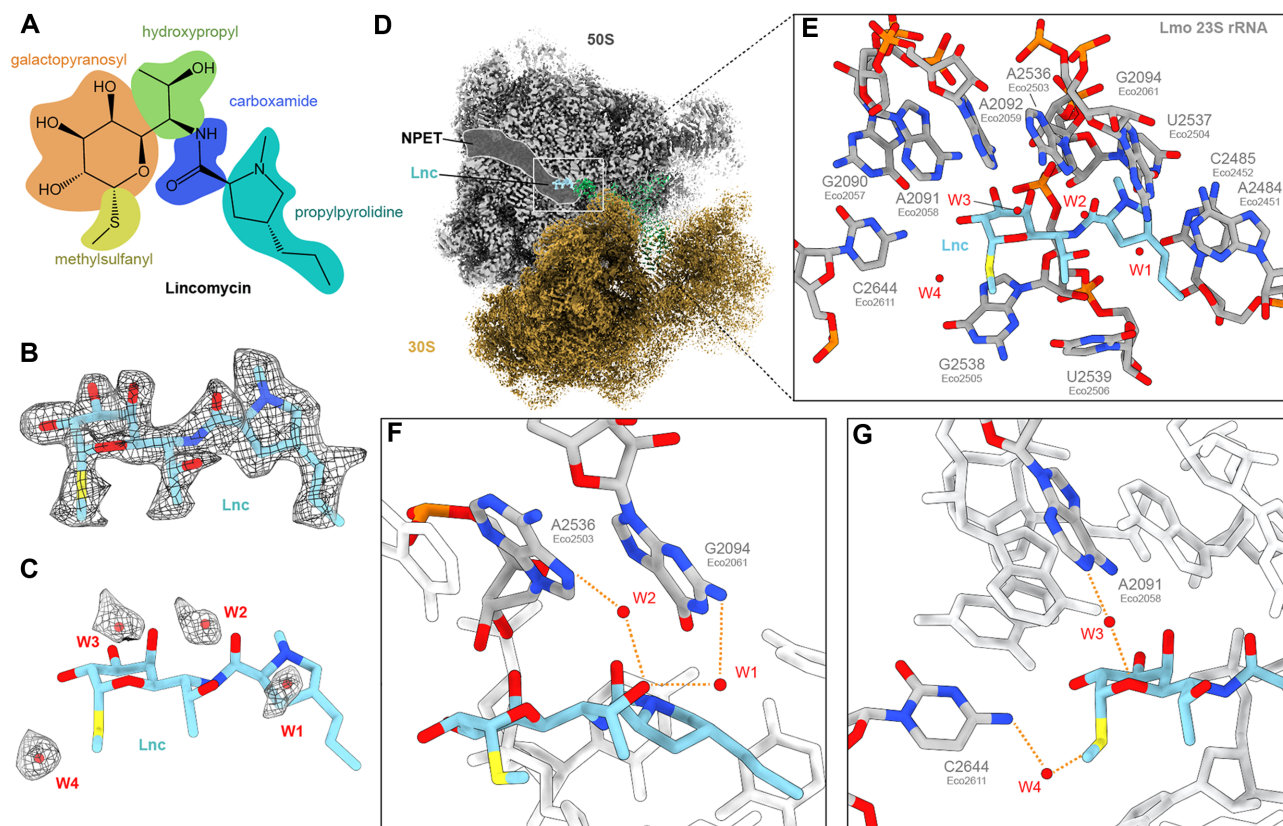 A
hydroxypropyl
galactopyranosyl
OH
HO
carboxamide
HO
NH
N
O
O
HO
S
propylpyrolidine
methylsulfanyl
Lincomycin
B
Lnc
C
W3
W2
W1
Lnc
W4
D
50S
NPET
Lnc
30S
E
Lmo 23S rRNA
A2536
Eco2503
G2094
Eco2061
A2092
Eco2059
U2537
Eco2504
C2485
Eco2452
G2090
Eco2057
A2091
Eco2058
A2484
Eco2451
W3
W2
Lnc
W1
C2644
Eco2611
W4
G2538
Eco2505
U2539
Eco2506
F
A2536
Eco2503
G2094
Eco2061
W2
W1
G
A2091
Eco2058
W3
C2644
Eco2611
W4